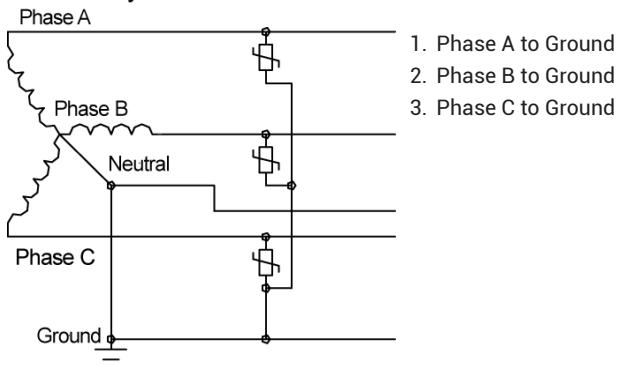 Phase A
1. Phase A to Ground
2. Phase B to Ground
3. Phase C to Ground
Phase B
Neutral
Phase C
Ground